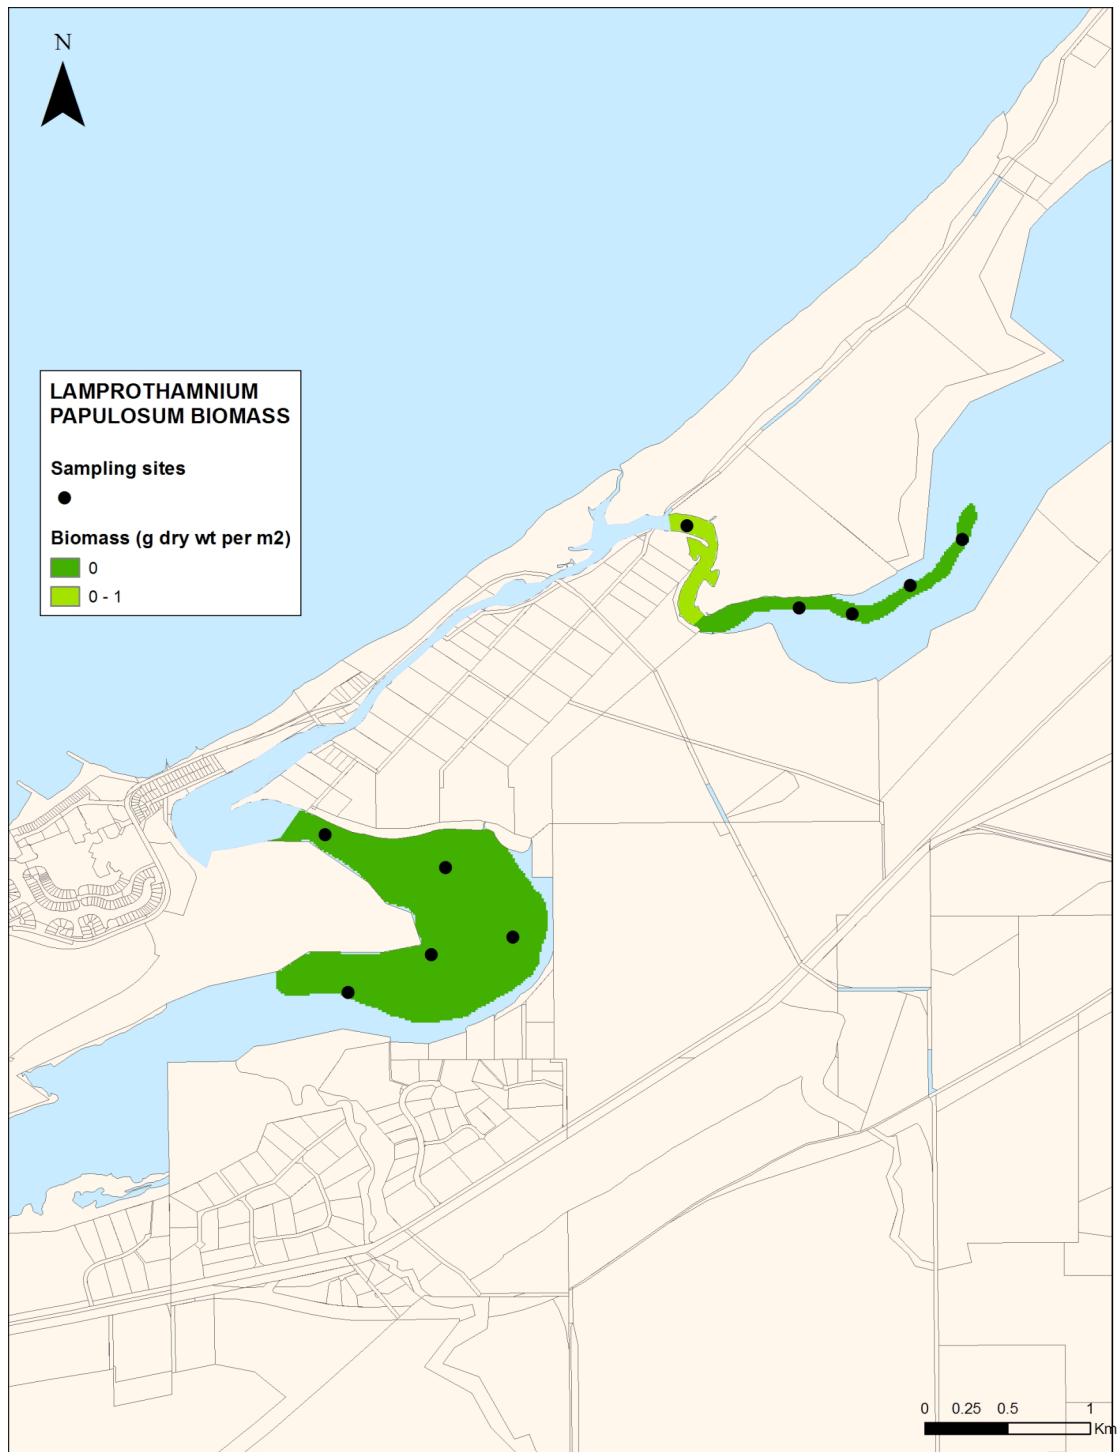 N
LAMPROTHAMNIUM
PAPULOSUM BIOMASS
Sampling sites
Biomass (g dry wt per m2)
0
0 - 1
0 0.25 0.5 1
Km